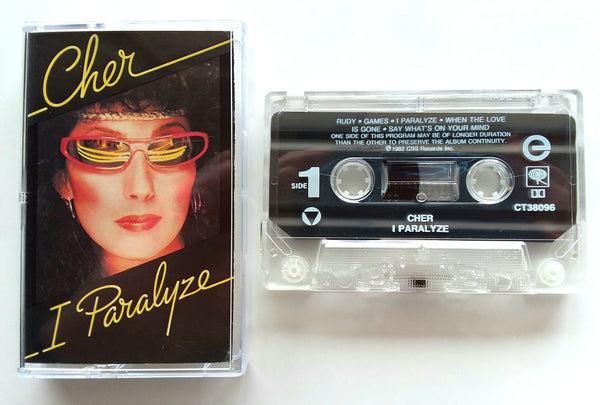 Cher
I Paralyze
RUDY • GAMES • I PARALYZE • WHEN THE LOVE
IS GONE • SAY WHAT'S ON YOUR MIND
ONE SIDE OF THIS PROGRAM MAY BE OF LONGER DURATION
THAN THE OTHER TO PRESERVE THE ALBUM CONTINUITY.
℗ 1982 CBS Records Inc.
SIDE 1
CT38096
CHER
I PARALYZE